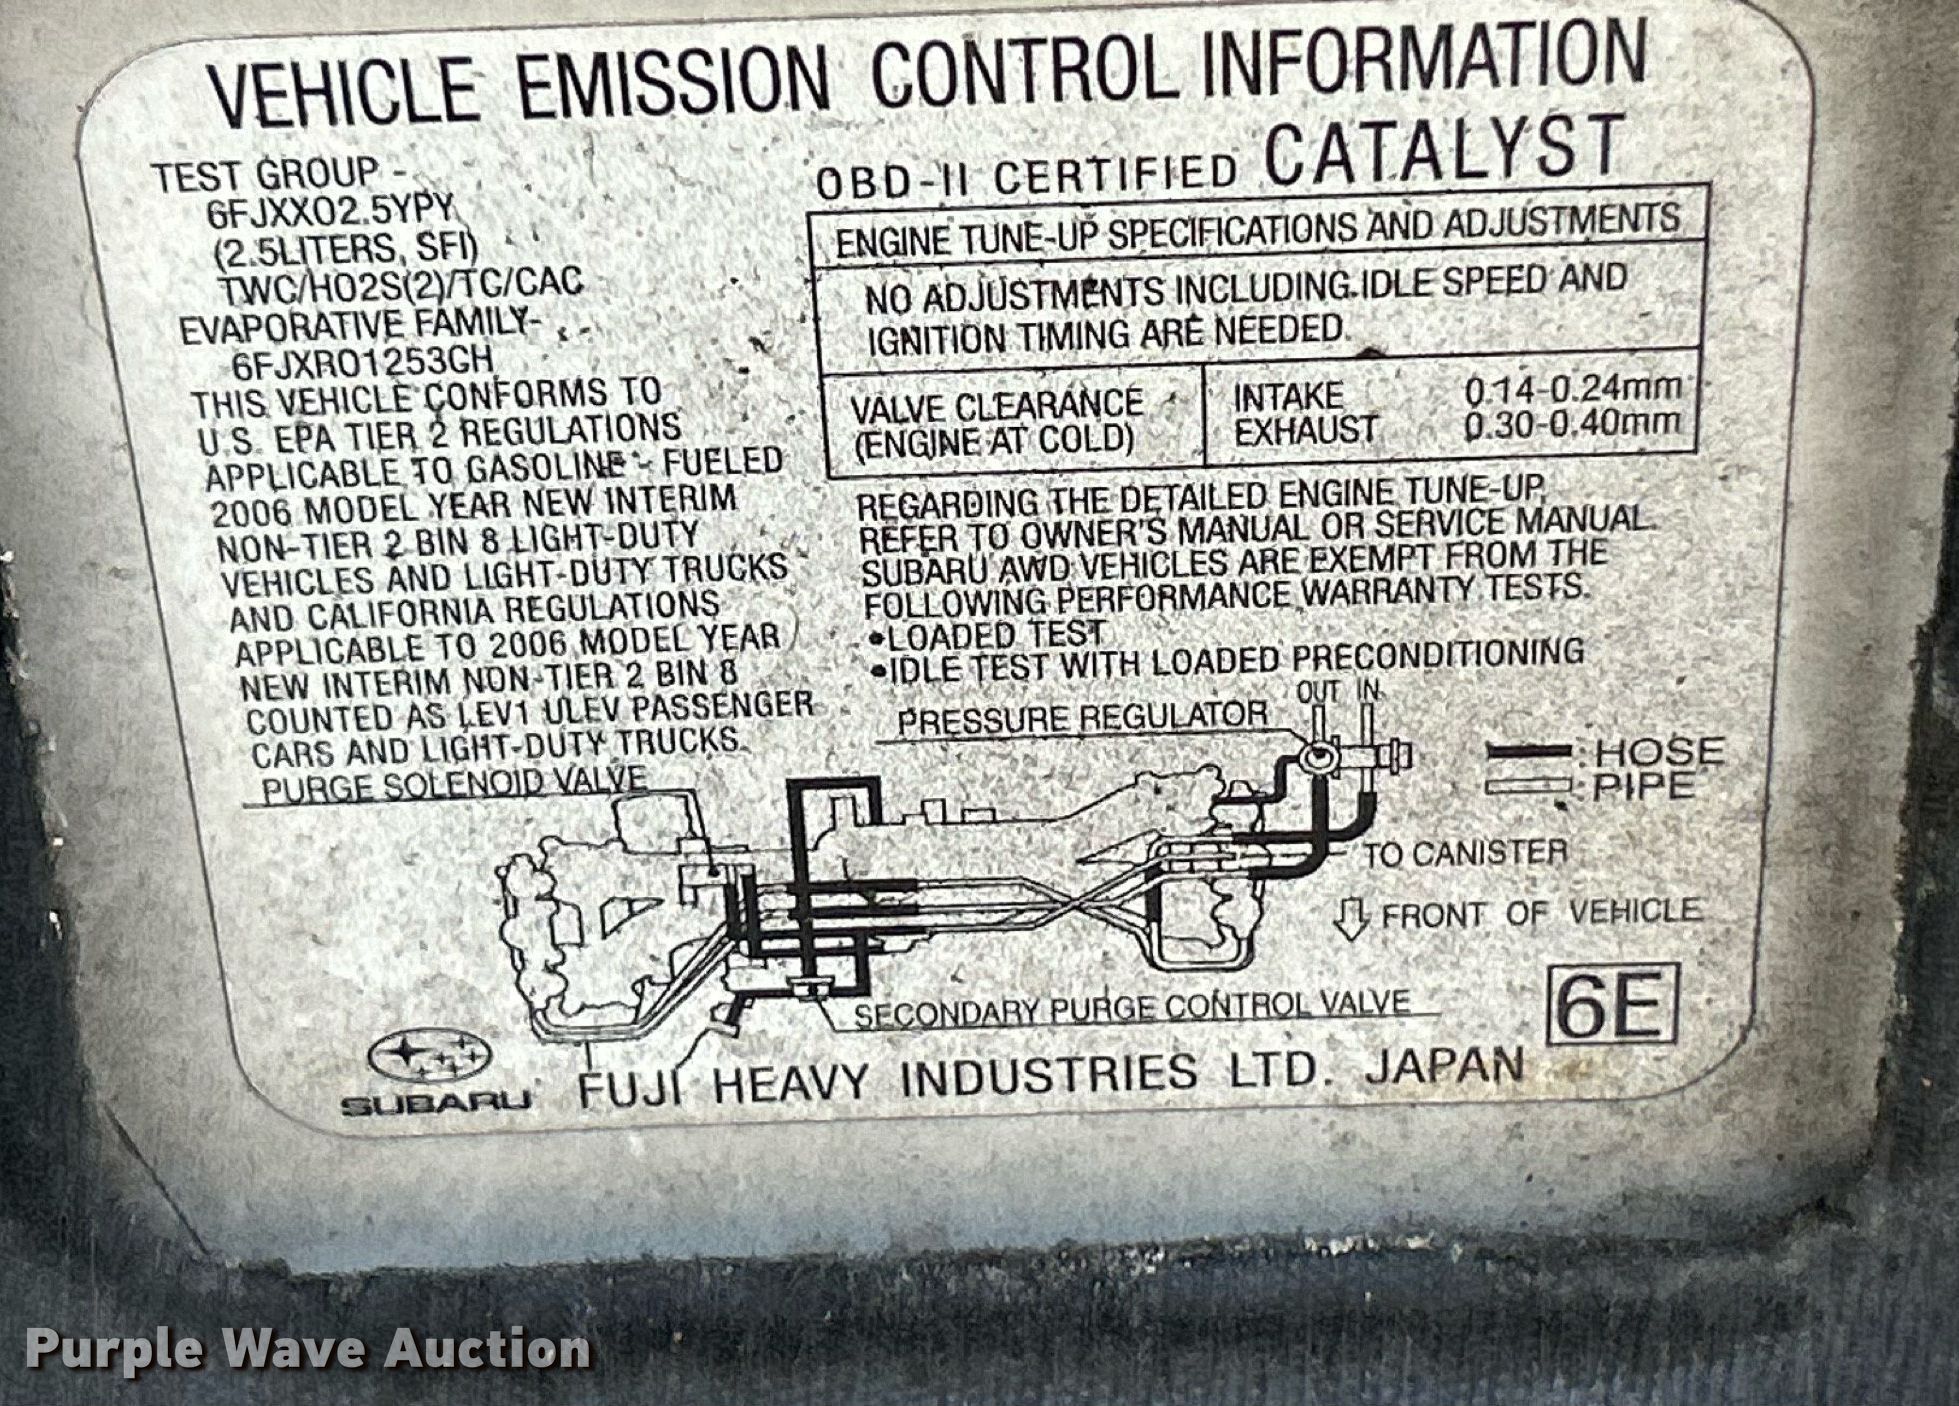 VEHICLE EMISSION CONTROL INFORMATION
TEST GROUP -
6FJXX02.5YPY
(2.5LITERS, SFI)
TWC/HO2S(2)/TC/CAC
EVAPORATIVE FAMILY-
6FJXR01253GH
THIS VEHICLE CONFORMS TO
U.S. EPA TIER 2 REGULATIONS
APPLICABLE TO GASOLINE - FUELED
2006 MODEL YEAR NEW INTERIM
NON-TIER 2 BIN 8 LIGHT-DUTY
VEHICLES AND LIGHT-DUTY TRUCKS
AND CALIFORNIA REGULATIONS
APPLICABLE TO 2006 MODEL YEAR
NEW INTERIM NON-TIER 2 BIN 8
COUNTED AS LEV1 ULEV PASSENGER
CARS AND LIGHT-DUTY TRUCKS.
PURGE SOLENOID VALVE
OBD-II CERTIFIED CATALYST
ENGINE TUNE-UP SPECIFICATIONS AND ADJUSTMENTS
NO ADJUSTMENTS INCLUDING IDLE SPEED AND
IGNITION TIMING ARE NEEDED.
VALVE CLEARANCE
(ENGINE AT COLD)
INTAKE 0.14-0.24mm
EXHAUST 0.30-0.40mm
REGARDING THE DETAILED ENGINE TUNE-UP,
REFER TO OWNER'S MANUAL OR SERVICE MANUAL.
SUBARU AWD VEHICLES ARE EXEMPT FROM THE
FOLLOWING PERFORMANCE WARRANTY TESTS.
•LOADED TEST
•IDLE TEST WITH LOADED PRECONDITIONING
OUT IN
PRESSURE REGULATOR
:HOSE
:PIPE
TO CANISTER
FRONT OF VEHICLE
SECONDARY PURGE CONTROL VALVE
6E
SUBARU
FUJI HEAVY INDUSTRIES LTD. JAPAN
Purple Wave Auction